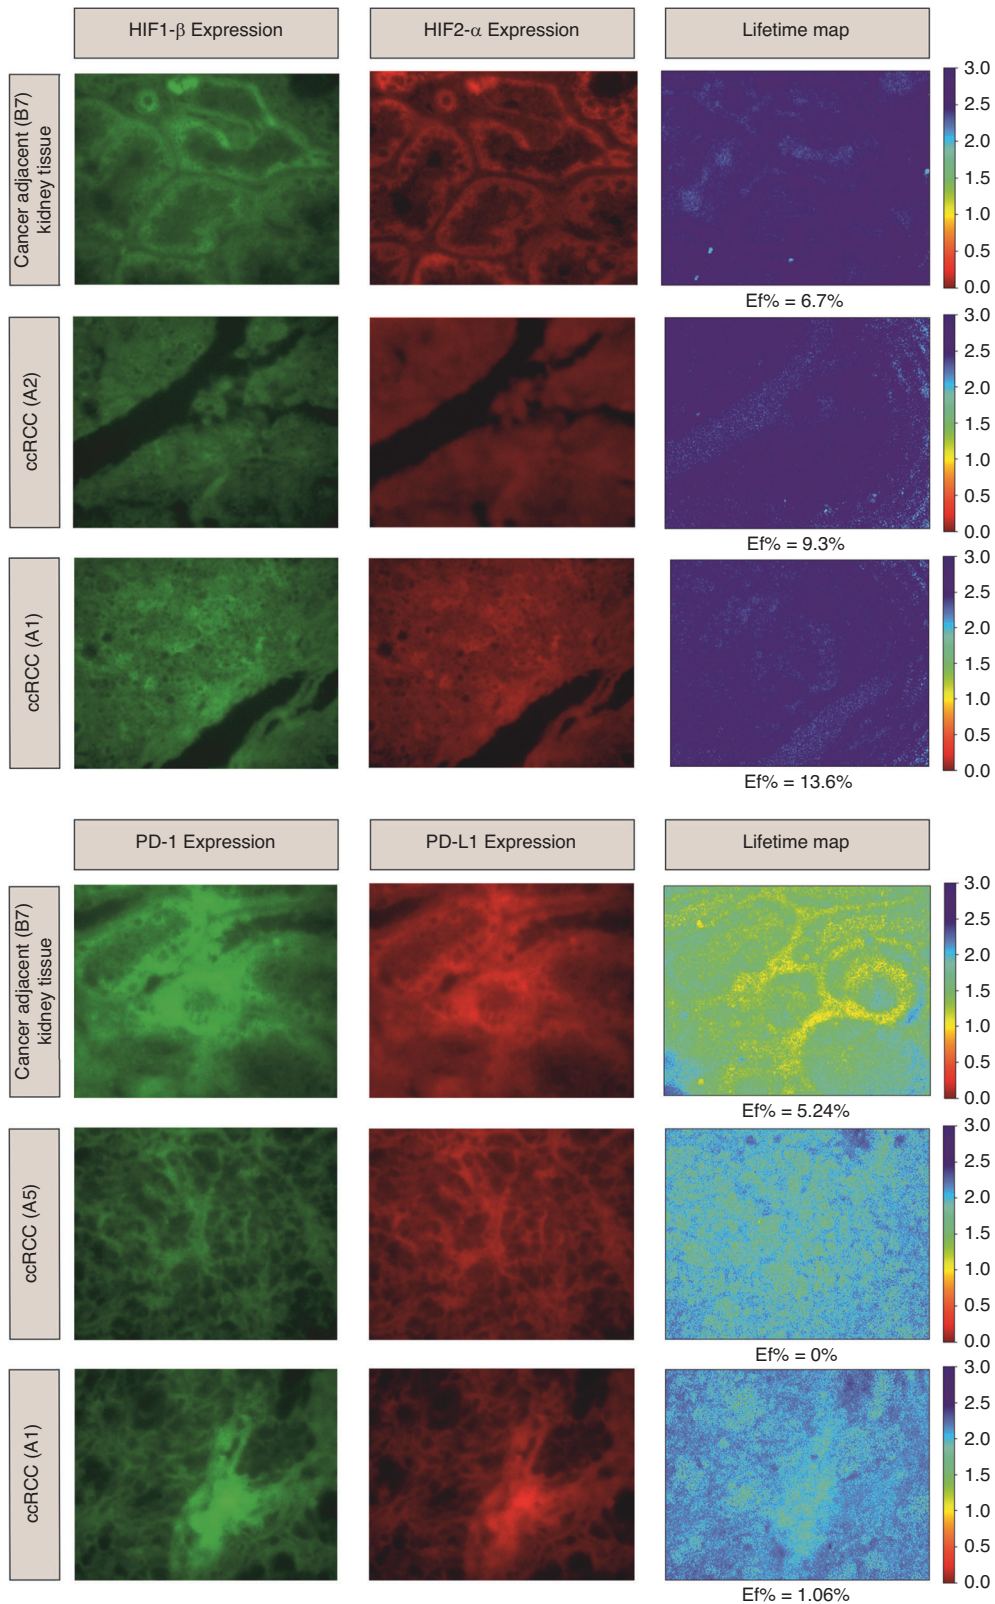 HIF1-β Expression
HIF2-α Expression
Lifetime map
Cancer adjacent (B7)
kidney tissue
3.0
2.5
2.0
1.5
1.0
0.5
0.0
Ef% = 6.7%
ccRCC (A2)
3.0
2.5
2.0
1.5
1.0
0.5
0.0
Ef% = 9.3%
ccRCC (A1)
3.0
2.5
2.0
1.5
1.0
0.5
0.0
Ef% = 13.6%
PD-1 Expression
PD-L1 Expression
Lifetime map
Cancer adjacent (B7)
kidney tissue
3.0
2.5
2.0
1.5
1.0
0.5
0.0
Ef% = 5.24%
ccRCC (A5)
3.0
2.5
2.0
1.5
1.0
0.5
0.0
Ef% = 0%
ccRCC (A1)
3.0
2.5
2.0
1.5
1.0
0.5
0.0
Ef% = 1.06%